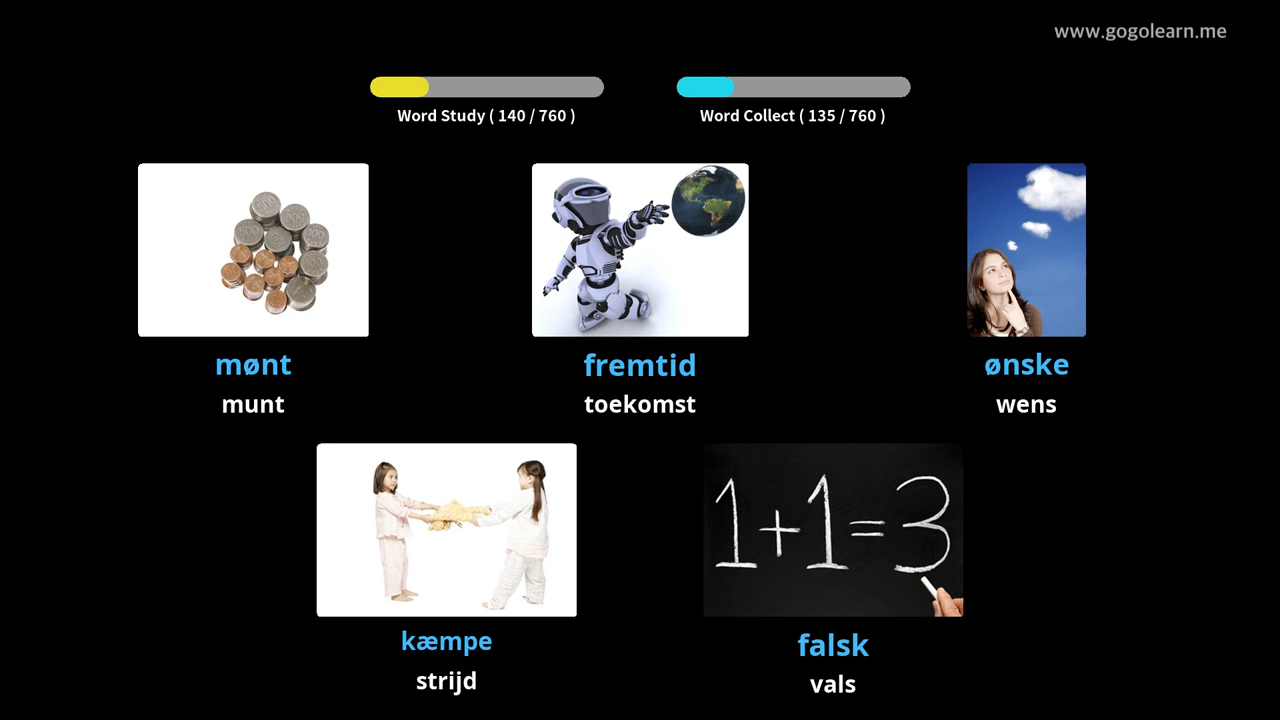 www.gogolearn.me
Word Study ( 140 / 760 )
Word Collect ( 135 / 760 )
mønt
munt
fremtid
toekomst
ønske
wens
1+1=3
kæmpe
strijd
falsk
vals